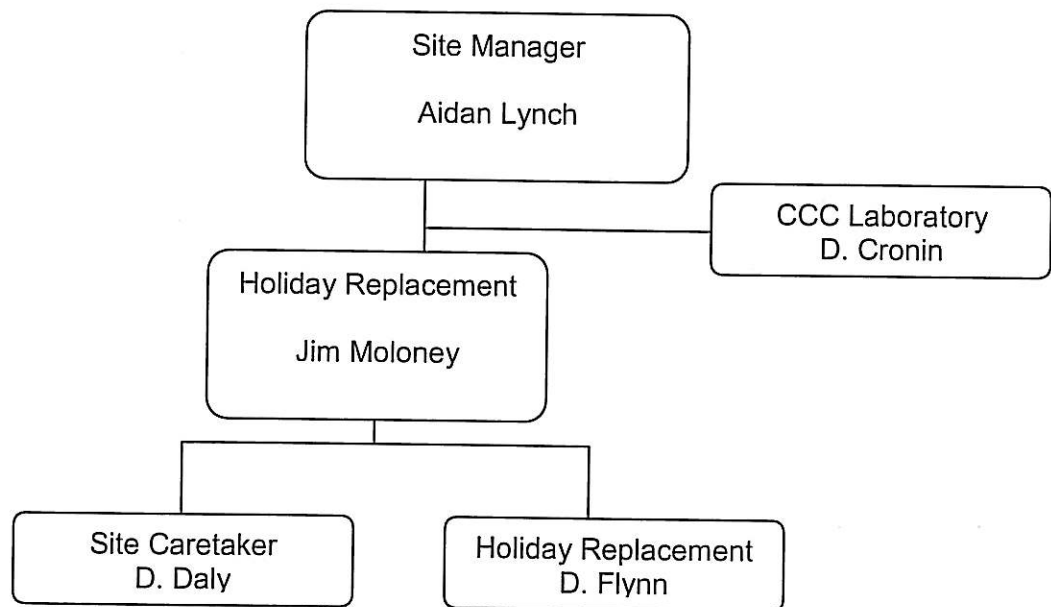 Site Manager
Aidan Lynch
CCC Laboratory
D. Cronin
Holiday Replacement
Jim Moloney
Site Caretaker
D. Daly
Holiday Replacement
D. Flynn